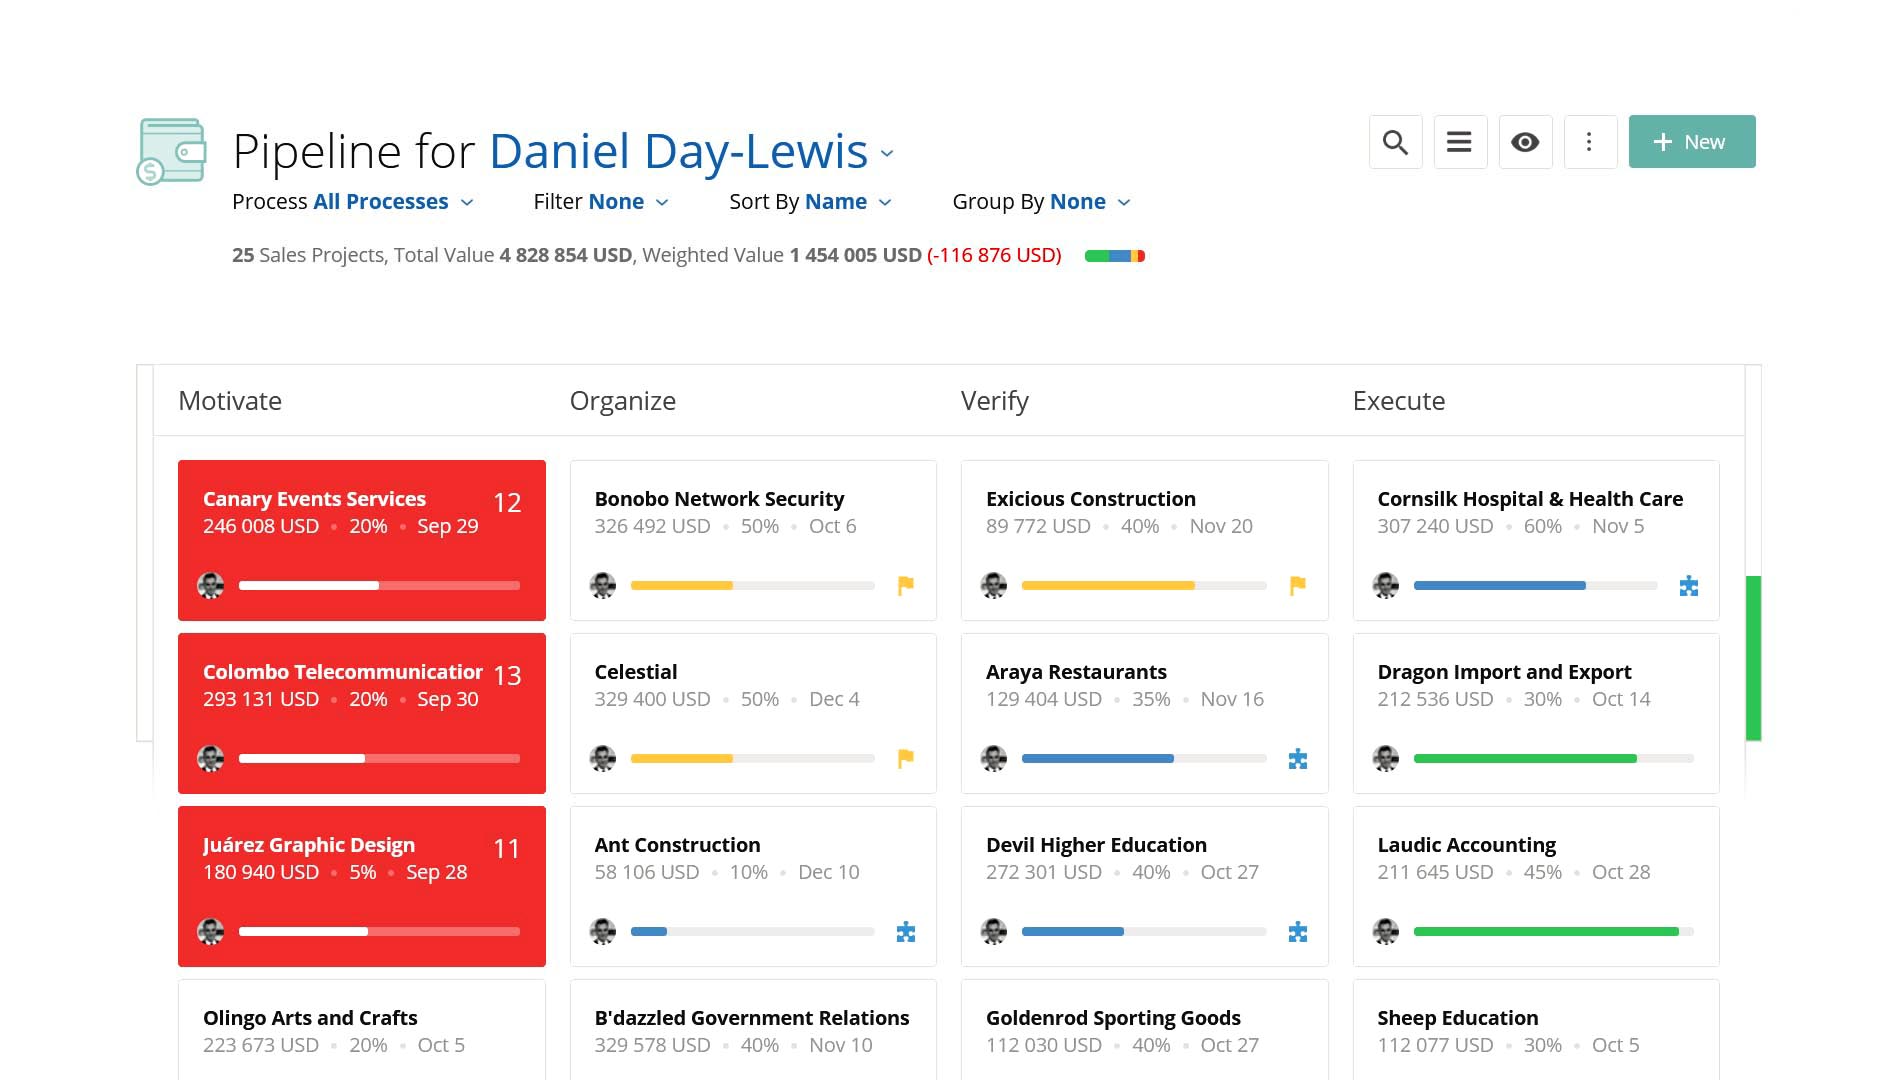 Pipeline for Daniel Day-Lewis
New
Process All Processes Filter None Sort By Name Group By None
25 Sales Projects, Total Value 4 828 854 USD, Weighted Value 1 454 005 USD (-116 876 USD)
Motivate Organize Verify Execute
Canary Events Services 12
246 008 USD • 20% • Sep 29
Bonobo Network Security
326 492 USD • 50% • Oct 6
Exicious Construction
89 772 USD • 40% • Nov 20
Cornsilk Hospital & Health Care
307 240 USD • 60% • Nov 5
Colombo Telecommunication 13
293 131 USD • 20% • Sep 30
Celestial
329 400 USD • 50% • Dec 4
Araya Restaurants
129 404 USD • 35% • Nov 16
Dragon Import and Export
212 536 USD • 30% • Oct 14
Juárez Graphic Design 11
180 940 USD • 5% • Sep 28
Ant Construction
58 106 USD • 10% • Dec 10
Devil Higher Education
272 301 USD • 40% • Oct 27
Laudic Accounting
211 645 USD • 45% • Oct 28
Olingo Arts and Crafts
223 673 USD • 20% • Oct 5
B'dazzled Government Relations
329 578 USD • 40% • Nov 10
Goldenrod Sporting Goods
112 030 USD • 40% • Oct 27
Sheep Education
112 077 USD • 30% • Oct 5